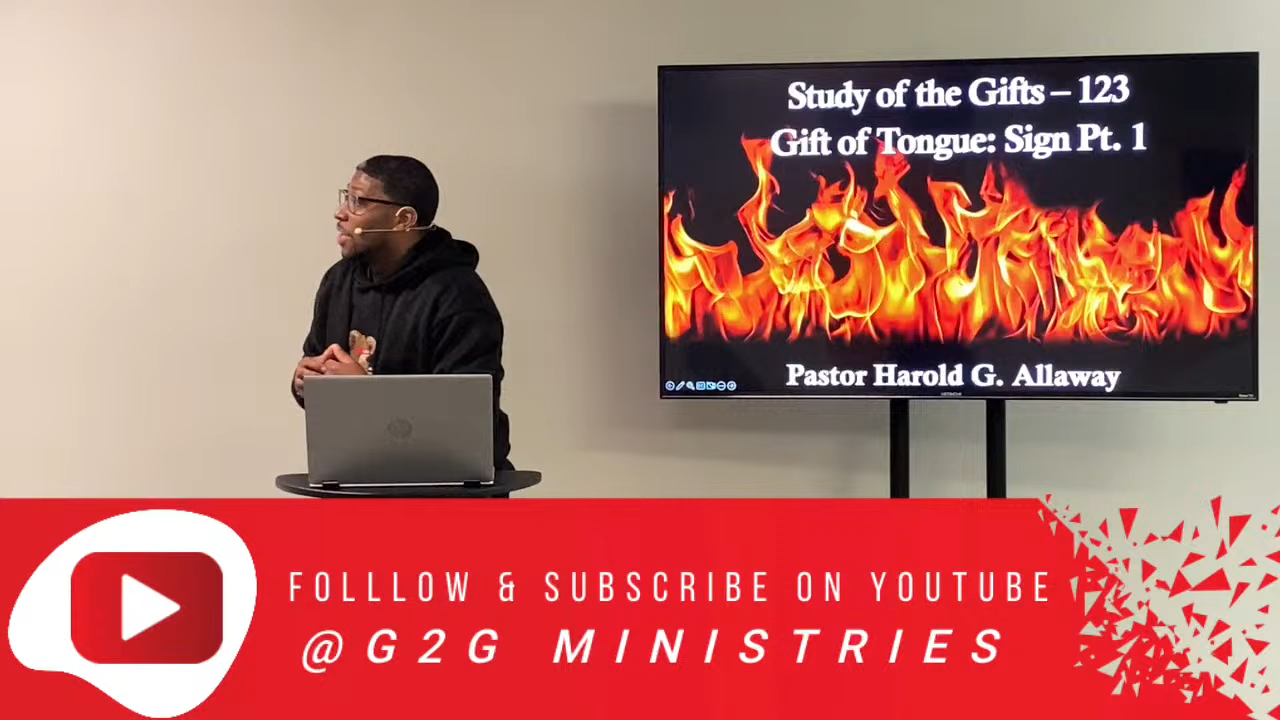 Study of the Gifts – 123
Gift of Tongue: Sign Pt. 1
Pastor Harold G. Allaway
FOLLLOW & SUBSCRIBE ON YOUTUBE
@G2G MINISTRIES